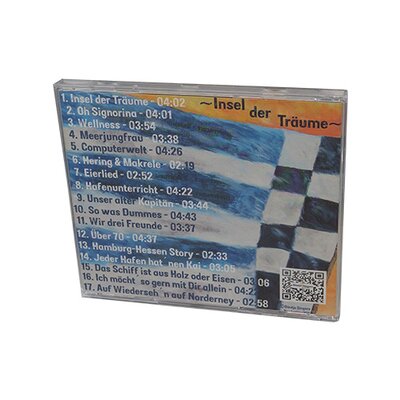 ~Insel der Träume~
1. Insel der Träume - 04:02
2. Oh Signorina - 04:01
3. Wellness - 03:54
4. Meerjungfrau - 03:38
5. Computerwelt - 04:26
6. Hering & Makrele - 02:19
7. Eierlied - 02:52
8. Hafenunterricht - 04:22
9. Unser alter Kapitän - 03:44
10. So was Dummes - 04:43
11. Wir drei Freunde - 03:37
12. Über 70 - 04:37
13. Hamburg-Hessen Story - 02:33
14. Jeder Hafen hat nen Kai - 03:05
15. Das Schiff ist aus Holz oder Eisen - 03:06
16. Ich möcht so gern mit Dir allein - 04:22
17. Auf Wiederseh n auf Norderney - 02:58